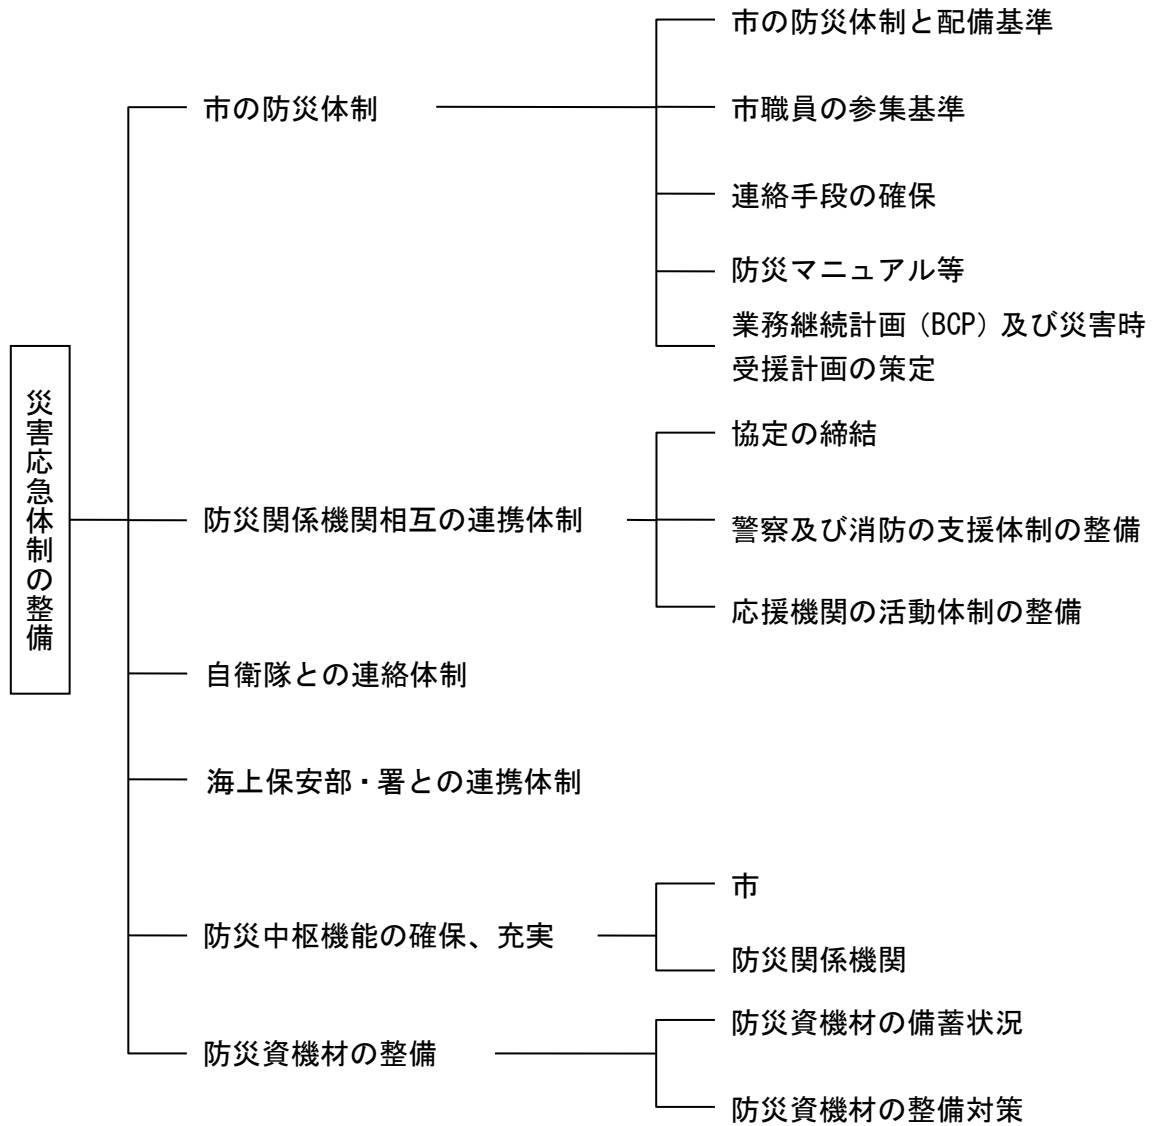 災害応急体制の整備
市の防災体制
市の防災体制と配備基準
市職員の参集基準
連絡手段の確保
防災マニュアル等
業務継続計画（BCP）及び災害時
受援計画の策定
防災関係機関相互の連携体制
協定の締結
警察及び消防の支援体制の整備
応援機関の活動体制の整備
自衛隊との連絡体制
海上保安部・署との連携体制
防災中枢機能の確保、充実
市
防災関係機関
防災資機材の整備
防災資機材の備蓄状況
防災資機材の整備対策